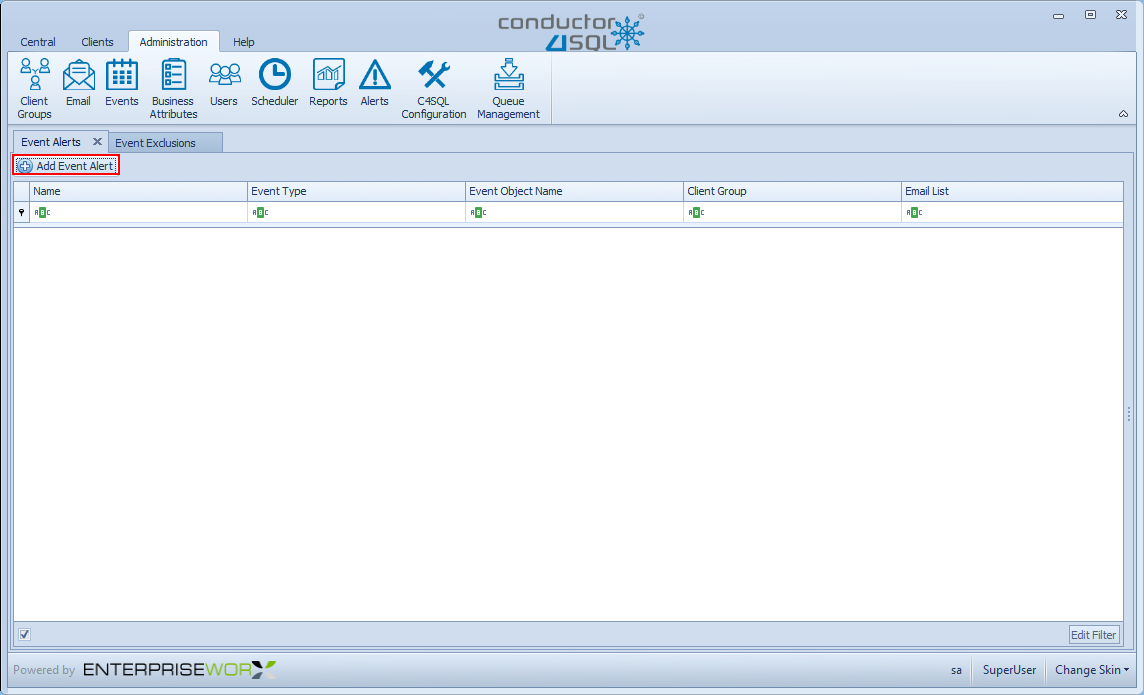 conductor
4SQL
Central Clients Administration Help
Client Groups Email Events Business Attributes Users Scheduler Reports Alerts C4SQL Configuration Queue Management
Event Alerts Event Exclusions
Add Event Alert
Name Event Type Event Object Name Client Group Email List
ABC ABC ABC ABC ABC
Edit Filter
Powered by ENTERPRISEWORX sa SuperUser Change Skin